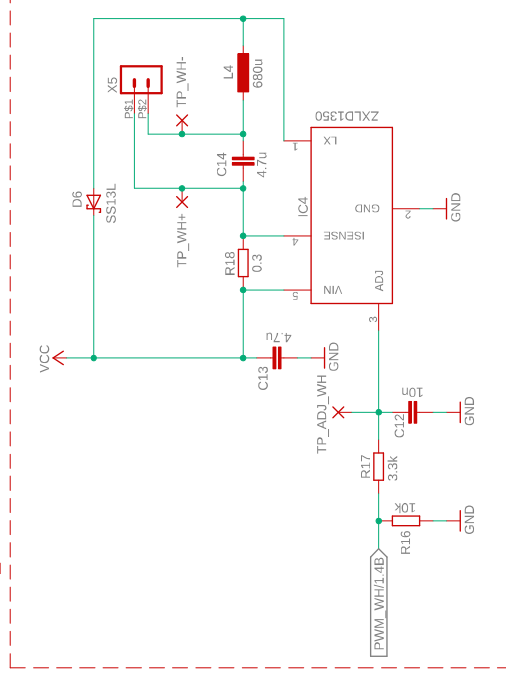 L4
680u
TP_WH-
X5
P$1
P$2
ZXLD1350
LX
1
C14
4.7u
D6
SS13L
GND
2
GND
IC4
TP_WH+
ISENSE
4
R18
0.3
VIN
5
ADJ
3
VCC
4.7u
C13
GND
TP_ADJ_WH
10n
C12
GND
R17
3.3k
10k
R16
GND
PWM_WH/1.4B